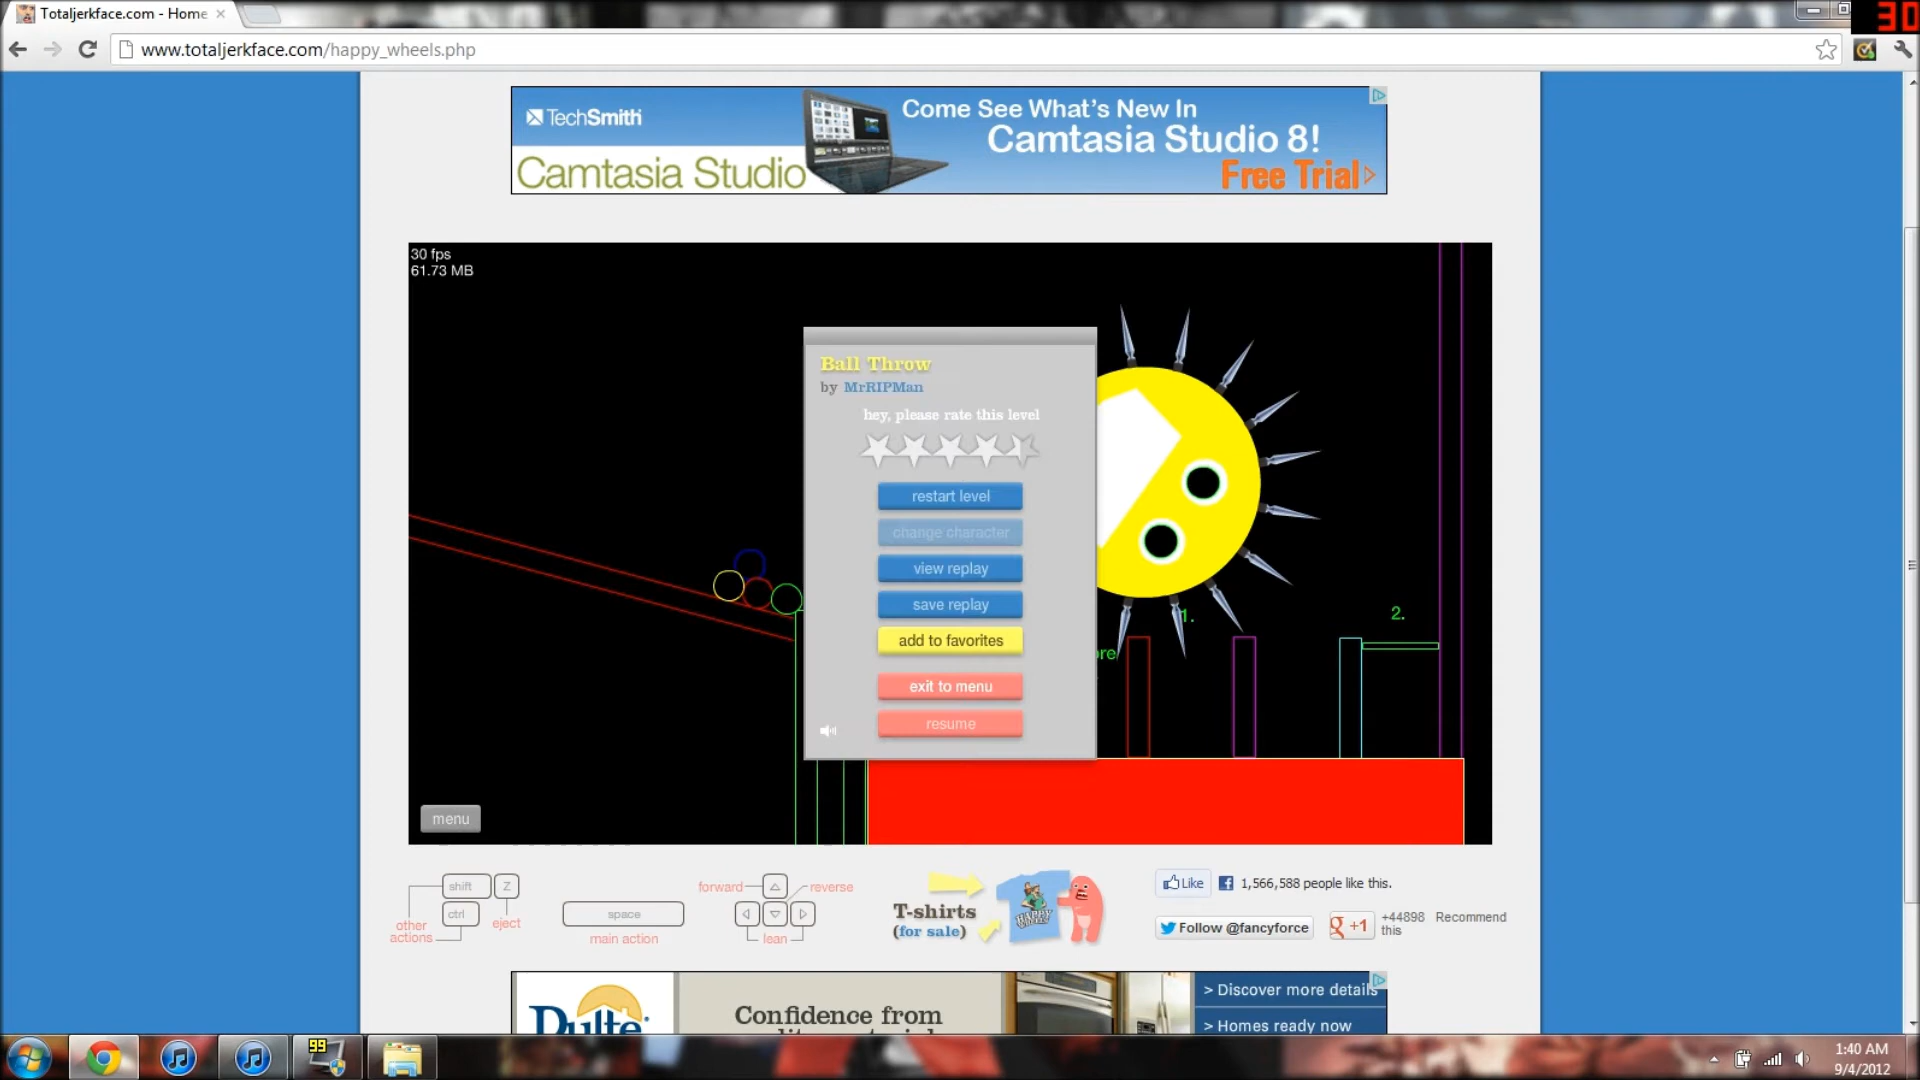 Totaljerkface.com - Home
30
www.totaljerkface.com/happy_wheels.php
TechSmith
Camtasia Studio
Come See What's New In
Camtasia Studio 8!
Free Trial
30 fps
61.73 MB
Ball Throw
by MrRIPMan
hey, please rate this level
restart level
change character
view replay
save replay
add to favorites
exit to menu
resume
1.
2.
ore
menu
shift
Z
ctrl
other
actions
eject
space
main action
forward
reverse
lean
T-shirts
(for sale)
HAPPY
WHEELS
Like
1,566,588 people like this.
Follow @fancyforce
g +1
+44898 Recommend
this
Pulte
Confidence from
> Discover more details
> Homes ready now
99
1:40 AM
9/4/2012